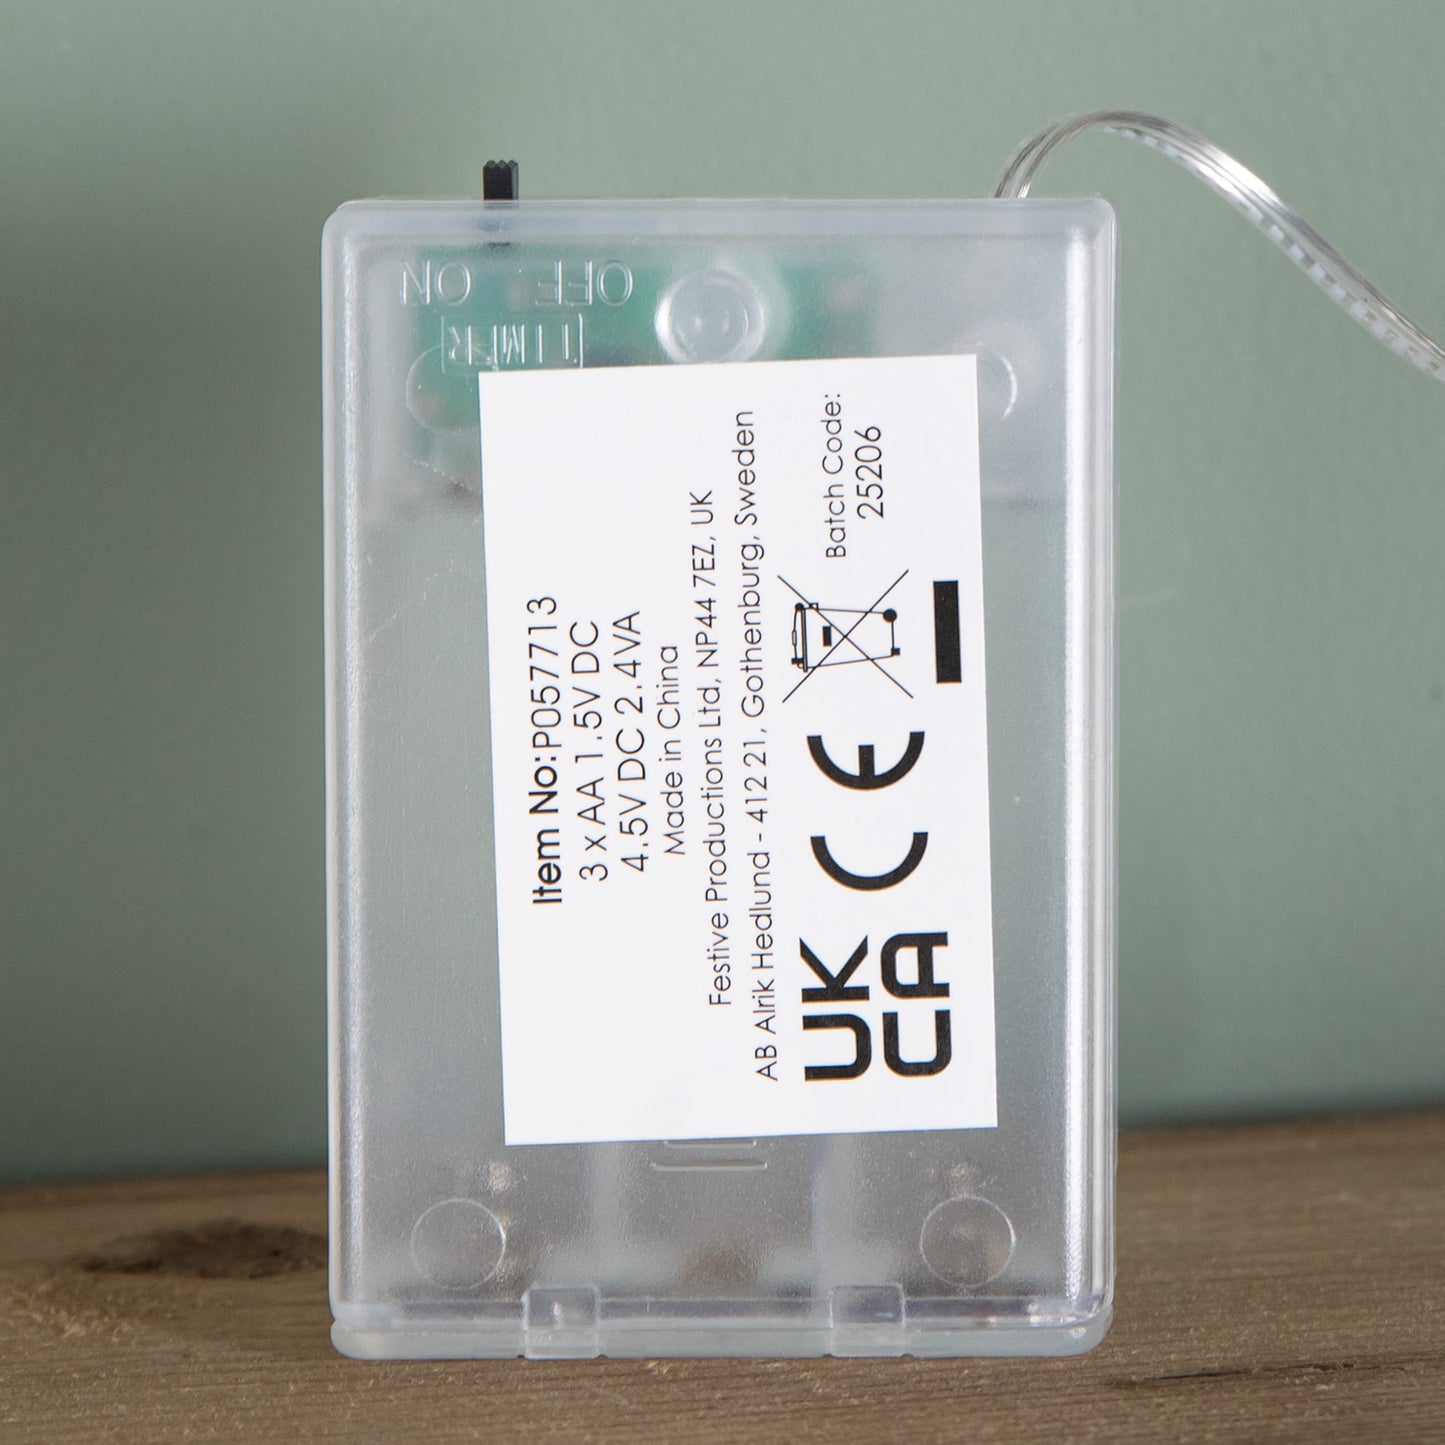 ON OFF
TIMER
Item No:P057713
3 x AA 1.5V DC
4.5V DC 2.4VA
Made in China
Festive Productions Ltd, NP44 7EZ, UK
AB Alrik Hedlund - 412 21, Gothenburg, Sweden
UK
CA
CE
Batch Code:
25206